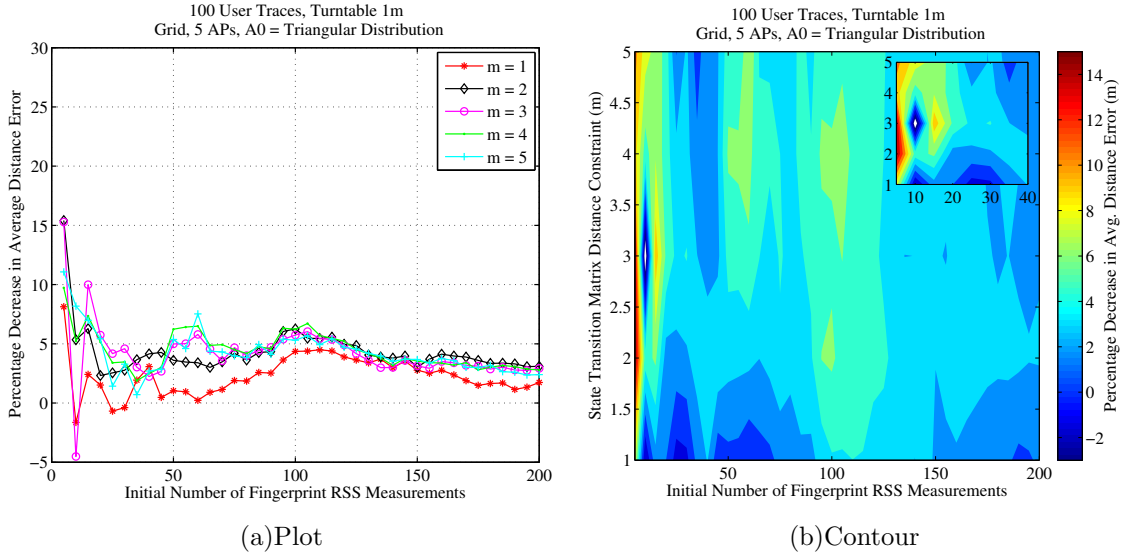 100 User Traces, Turntable 1m
Grid, 5 APs, A0 = Triangular Distribution
Percentage Decrease in Average Distance Error
30
25
20
15
10
5
0
−5
0
50
100
150
200
Initial Number of Fingerprint RSS Measurements
m = 1
m = 2
m = 3
m = 4
m = 5
(a)Plot
100 User Traces, Turntable 1m
Grid, 5 APs, A0 = Triangular Distribution
State Transition Matrix Distance Constraint (m)
5
4.5
4
3.5
3
2.5
2
1.5
1
50
100
150
200
Initial Number of Fingerprint RSS Measurements
5
4
3
2
1
10
20
30
40
14
12
10
8
6
4
2
0
−2
Percentage Decrease in Avg. Distance Error (m)
(b)Contour